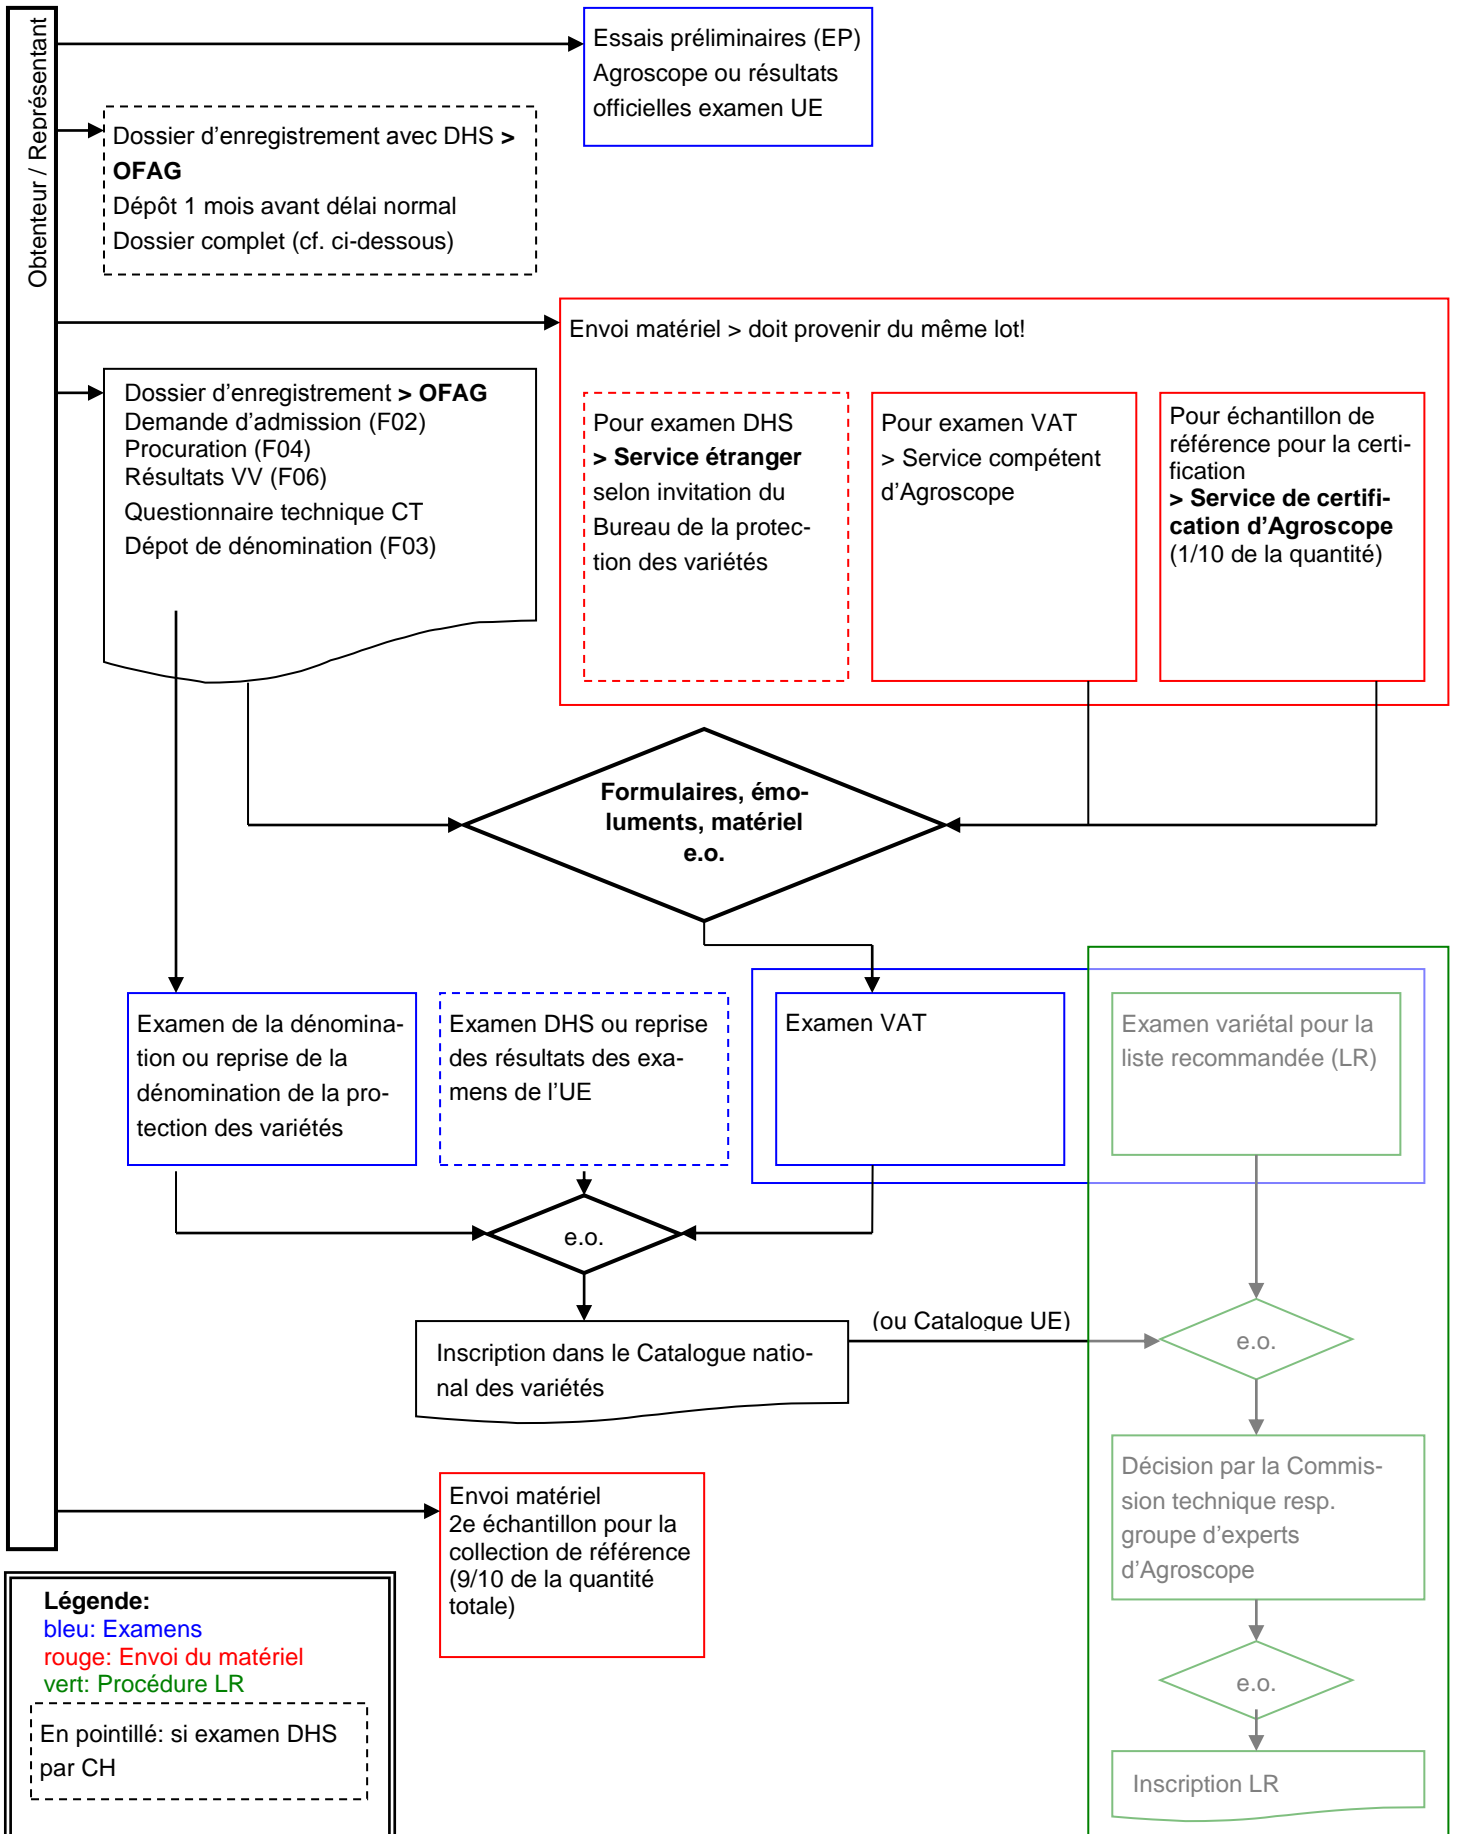 Obtenteur / Représentant
Essais préliminaires (EP)
Agroscope ou résultats
officielles examen UE
Dossier d'enregistrement avec DHS >
OFAG
Dépôt 1 mois avant délai normal
Dossier complet (cf. ci-dessous)
Envoi matériel > doit provenir du même lot!
Dossier d'enregistrement > OFAG
Demande d'admission (F02)
Procuration (F04)
Résultats VV (F06)
Questionnaire technique CT
Dépot de dénomination (F03)
Pour examen DHS
> Service étranger
selon invitation du
Bureau de la protec-
tion des variétés
Pour examen VAT
> Service compétent
d'Agroscope
Pour échantillon de
référence pour la certi-
fication
> Service de certifi-
cation d'Agroscope
(1/10 de la quantité)
Formulaires, émo-
luments, matériel
e.o.
Examen de la dénomina-
tion ou reprise de la
dénomination de la pro-
tection des variétés
Examen DHS ou reprise
des résultats des exa-
mens de l'UE
Examen VAT
Examen variétal pour la
liste recommandée (LR)
e.o.
(ou Catalogue UE)
e.o.
Inscription dans le Catalogue natio-
nal des variétés
Décision par la Commis-
sion technique resp.
groupe d'experts
d'Agroscope
Envoi matériel
2e échantillon pour la
collection de référence
(9/10 de la quantité
totale)
e.o.
Inscription LR
Légende:
bleu: Examens
rouge: Envoi du matériel
vert: Procédure LR
En pointillé: si examen DHS
par CH